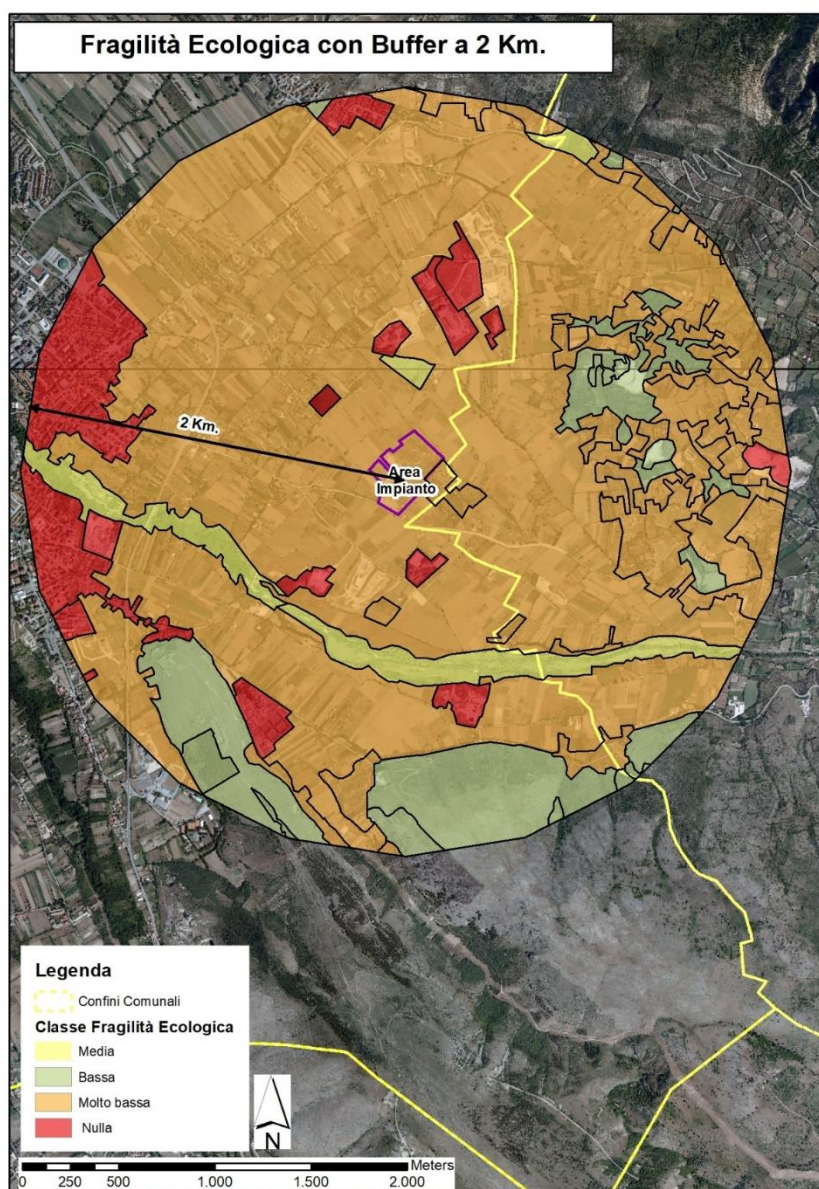 Fragilità Ecologica con Buffer a 2 Km.
2 Km.
Area
Impianto
Legenda
Confini Comunali
Classe Fragilità Ecologica
Media
Bassa
Molto bassa
Nulla
N
Meters
0 250 500 1.000 1.500 2.000